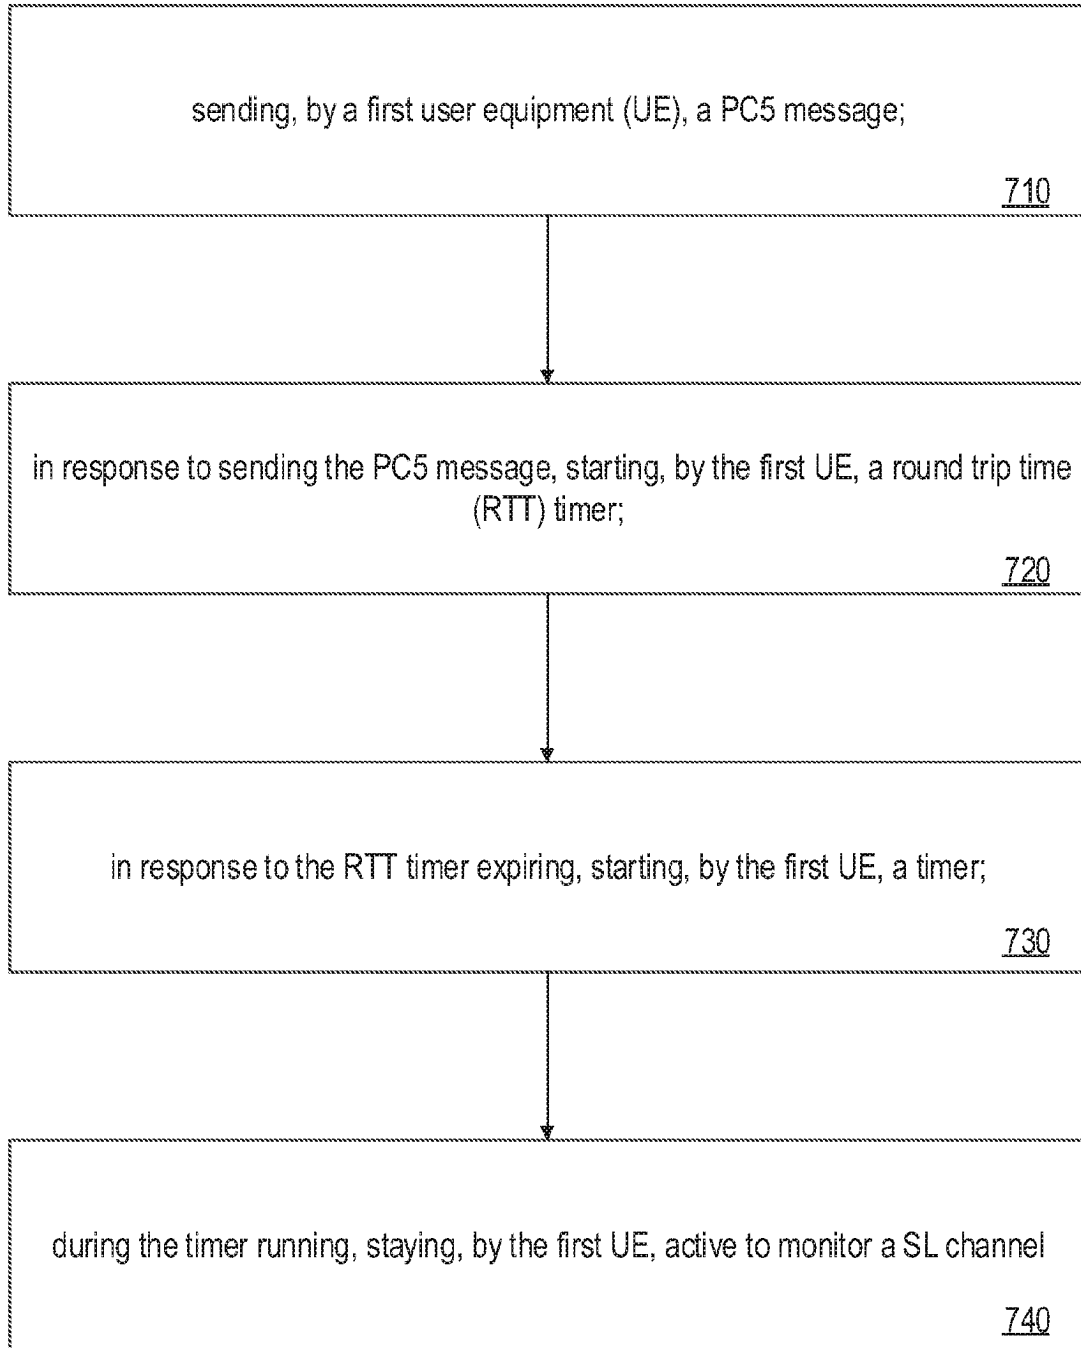 sending, by a first user equipment (UE), a PC5 message;
710
in response to sending the PC5 message, starting, by the first UE, a round trip time
(RTT) timer;
720
in response to the RTT timer expiring, starting, by the first UE, a timer;
730
during the timer running, staying, by the first UE, active to monitor a SL channel
740